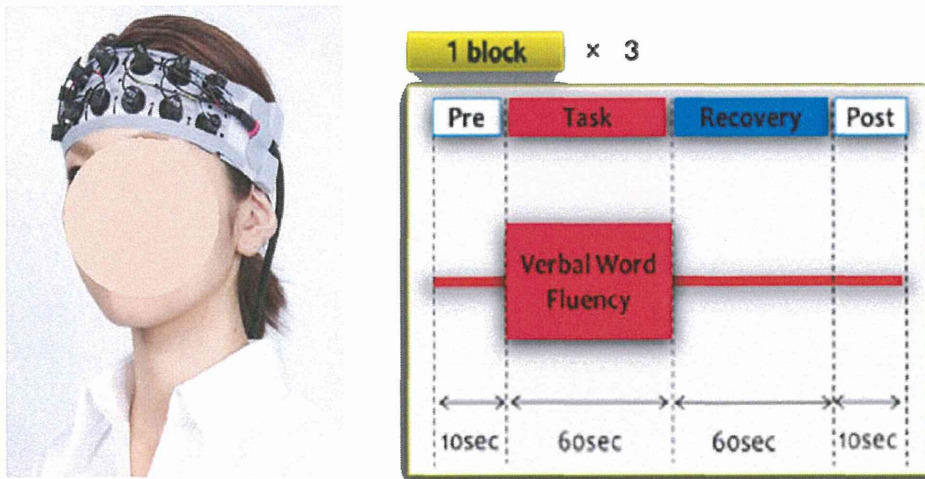 1 block × 3
Pre Task Recovery Post
Verbal Word
Fluency
10sec 60sec 60sec 10sec